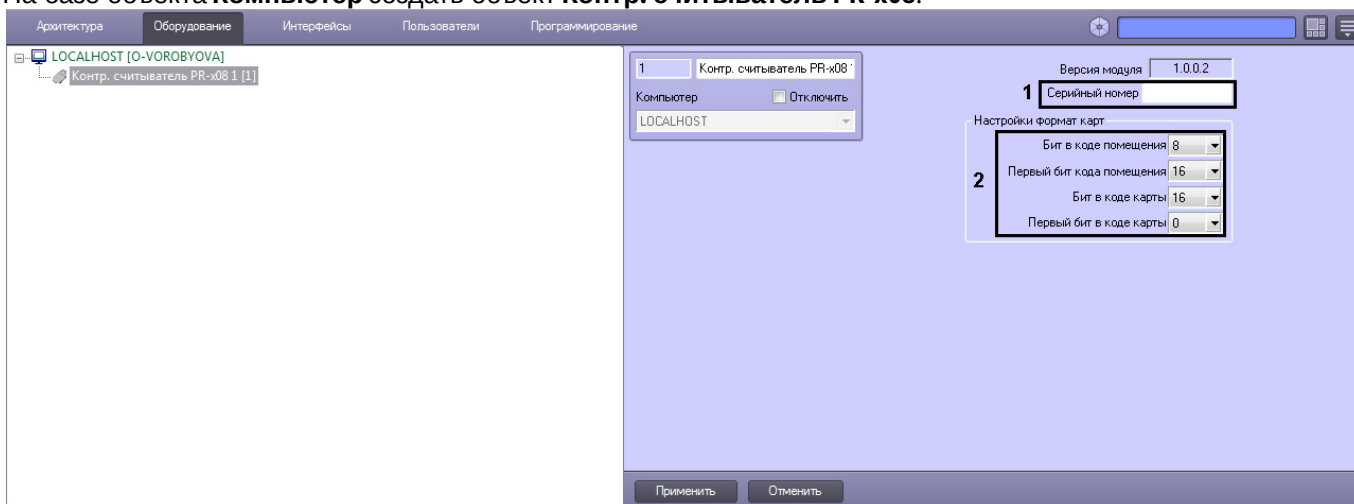 На базе объекта Компьютер создать объект Контр. считыватель PR-x08.
Архитектура Оборудование Интерфейсы Пользователи Программирование
LOCALHOST [O-VOROBYOVA]
Контр. считыватель PR-x08 1 [1]
1 Контр. считыватель PR-x08
Компьютер Отключить
LOCALHOST
Версия модуля 1.0.0.2
1 Серийный номер
Настройки формат карт
2
Бит в коде помещения 8
Первый бит кода помещения 16
Бит в коде карты 16
Первый бит в коде карты 0
Применить Отменить